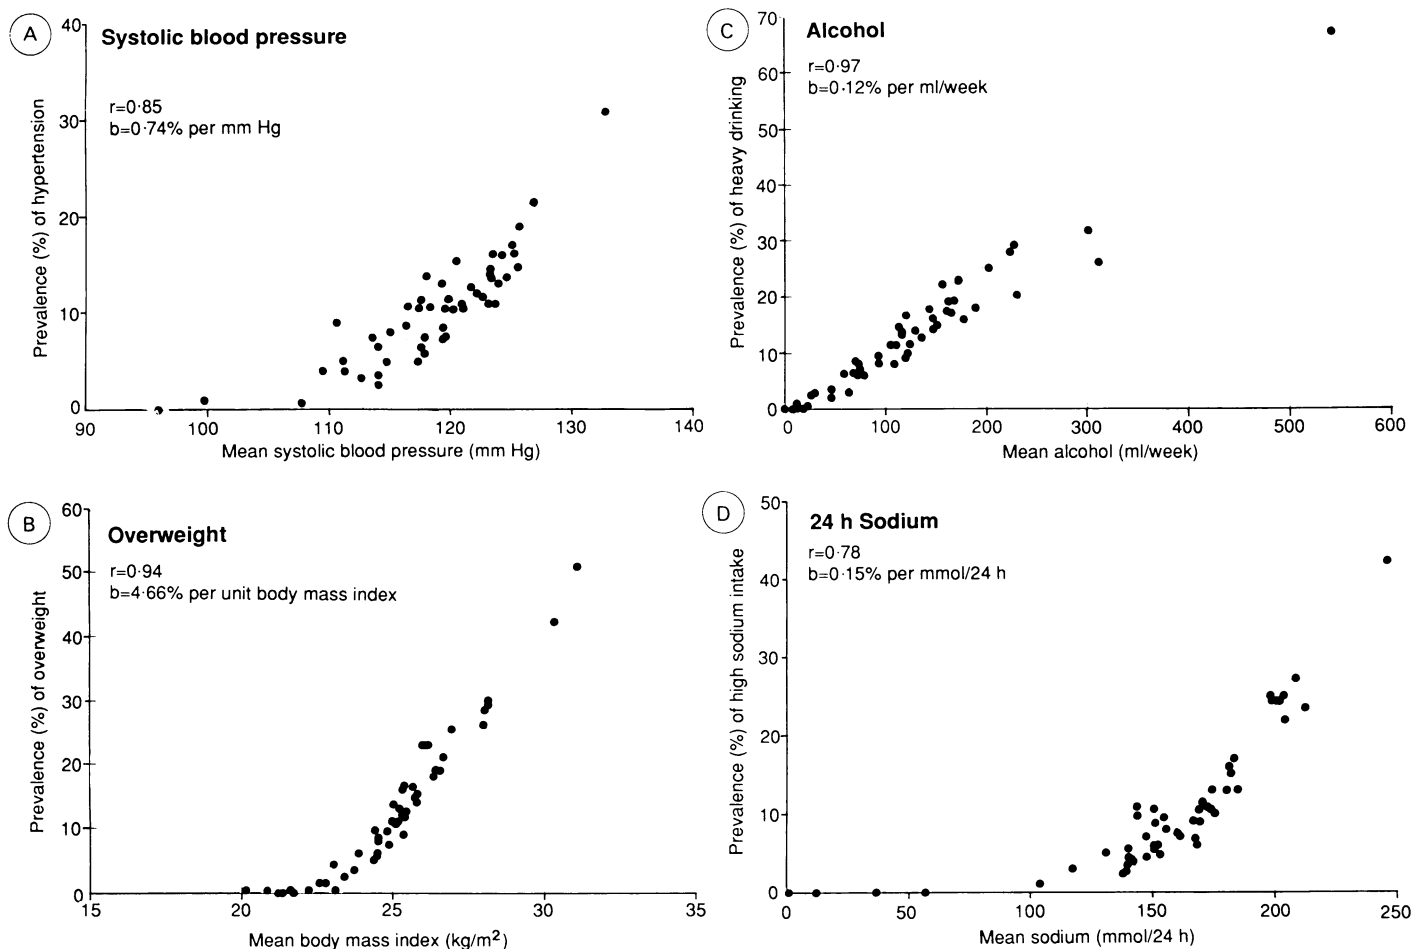 A
Systolic blood pressure
r=0·85
b=0·74% per mm Hg
Prevalence (%) of hypertension
40
30
20
10
0
90 100 110 120 130 140
Mean systolic blood pressure (mm Hg)
C
Alcohol
r=0·97
b=0·12% per ml/week
Prevalence (%) of heavy drinking
70
60
50
40
30
20
10
0
0 100 200 300 400 500 600
Mean alcohol (ml/week)
B
Overweight
r=0·94
b=4·66% per unit body mass index
Prevalence (%) of overweight
60
50
40
30
20
10
0
15 20 25 30 35
Mean body mass index (kg/m²)
D
24 h Sodium
r=0·78
b=0·15% per mmol/24 h
Prevalence (%) of high sodium intake
50
40
30
20
10
0
0 50 100 150 200 250
Mean sodium (mmol/24 h)